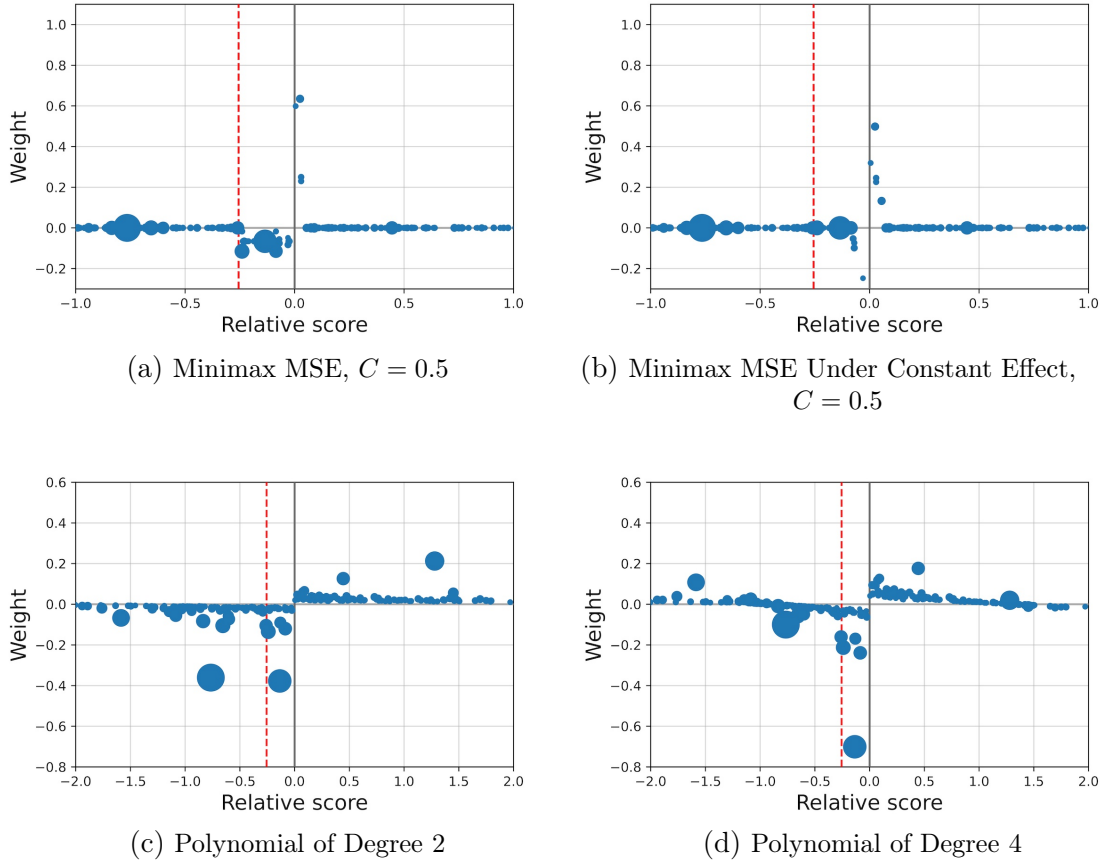 1.0
0.8
0.6
0.4
0.2
0.0
−0.2
Weight
−1.0 −0.5 0.0 0.5 1.0
Relative score
(a) Minimax MSE, C = 0.5
1.0
0.8
0.6
0.4
0.2
0.0
−0.2
Weight
−1.0 −0.5 0.0 0.5 1.0
Relative score
(b) Minimax MSE Under Constant Effect,
C = 0.5
0.6
0.4
0.2
0.0
−0.2
−0.4
−0.6
−0.8
Weight
−2.0 −1.5 −1.0 −0.5 0.0 0.5 1.0 1.5 2.0
Relative score
(c) Polynomial of Degree 2
0.6
0.4
0.2
0.0
−0.2
−0.4
−0.6
−0.8
Weight
−2.0 −1.5 −1.0 −0.5 0.0 0.5 1.0 1.5 2.0
Relative score
(d) Polynomial of Degree 4